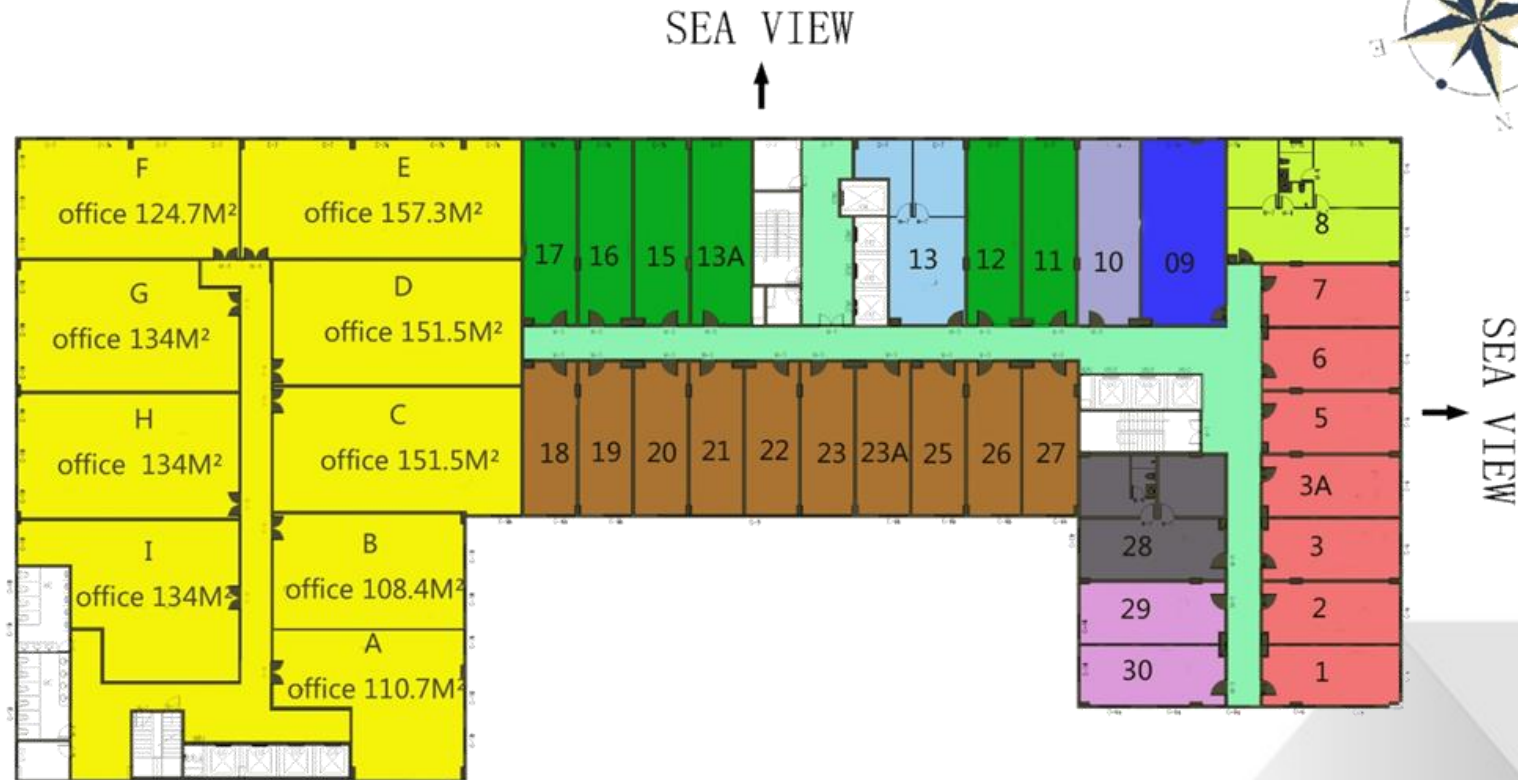 SEA VIEW
E
N
F
office 124.7M²
E
office 157.3M²
G
office 134M²
D
office 151.5M²
H
office 134M²
C
office 151.5M²
I
office 134M²
B
office 108.4M²
A
office 110.7M²
17
16
15
13A
13
12
11
10
09
8
7
6
5
3A
3
2
1
18
19
20
21
22
23
23A
25
26
27
28
29
30
SEA VIEW